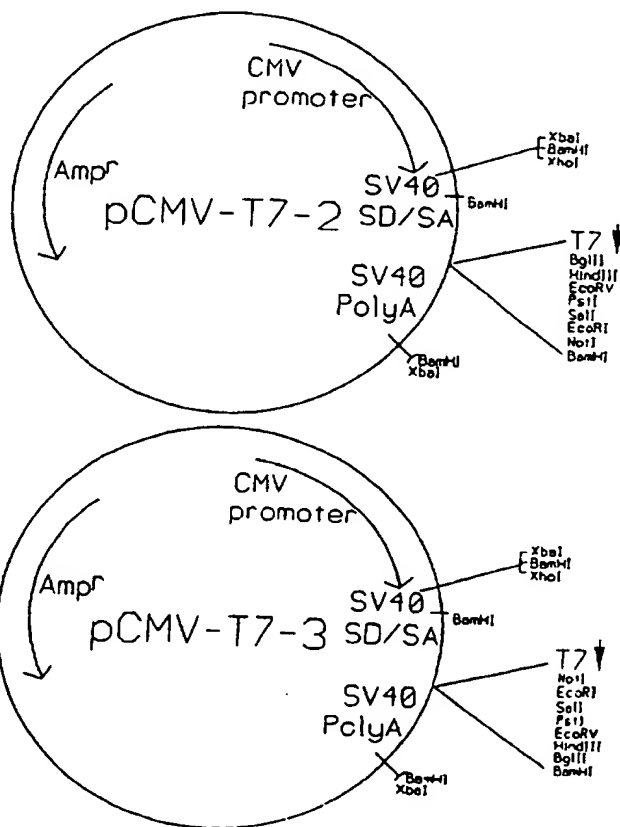 CMV
promoter
Ampr
XbaI
BamHI
XhoI
SV40
SD/SA
BamHI
pCMV-T7-2
T7
BglII
HindIII
EcoRV
PstI
SalI
EcoRI
NotI
BamHI
SV40
PolyA
BamHI
XbaI
CMV
promoter
Ampr
XbaI
BamHI
XhoI
SV40
SD/SA
BamHI
pCMV-T7-3
T7
NotI
EcoRI
SalI
PstI
EcoRV
HindIII
BglII
BamHI
SV40
PolyA
BamHI
XbaI